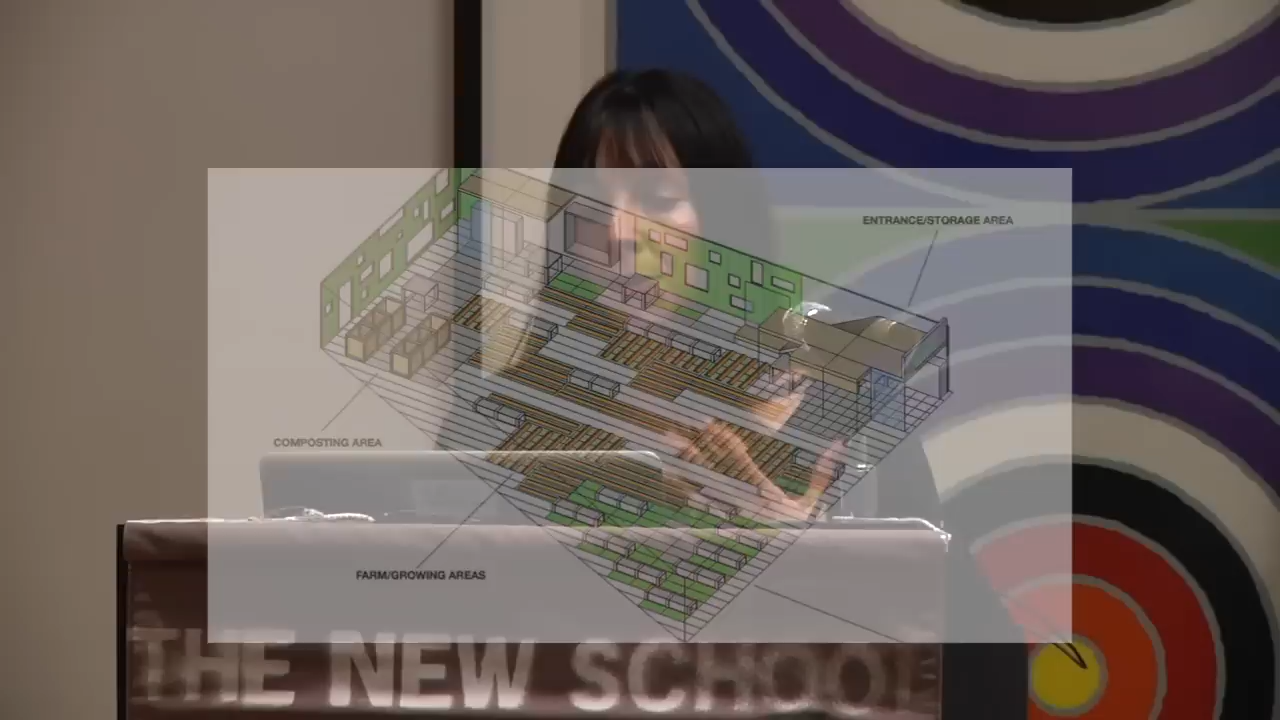 ENTRANCE/STORAGE AREA
COMPOSTING AREA
FARM/GROWING AREAS
THE NEW SCHOOL